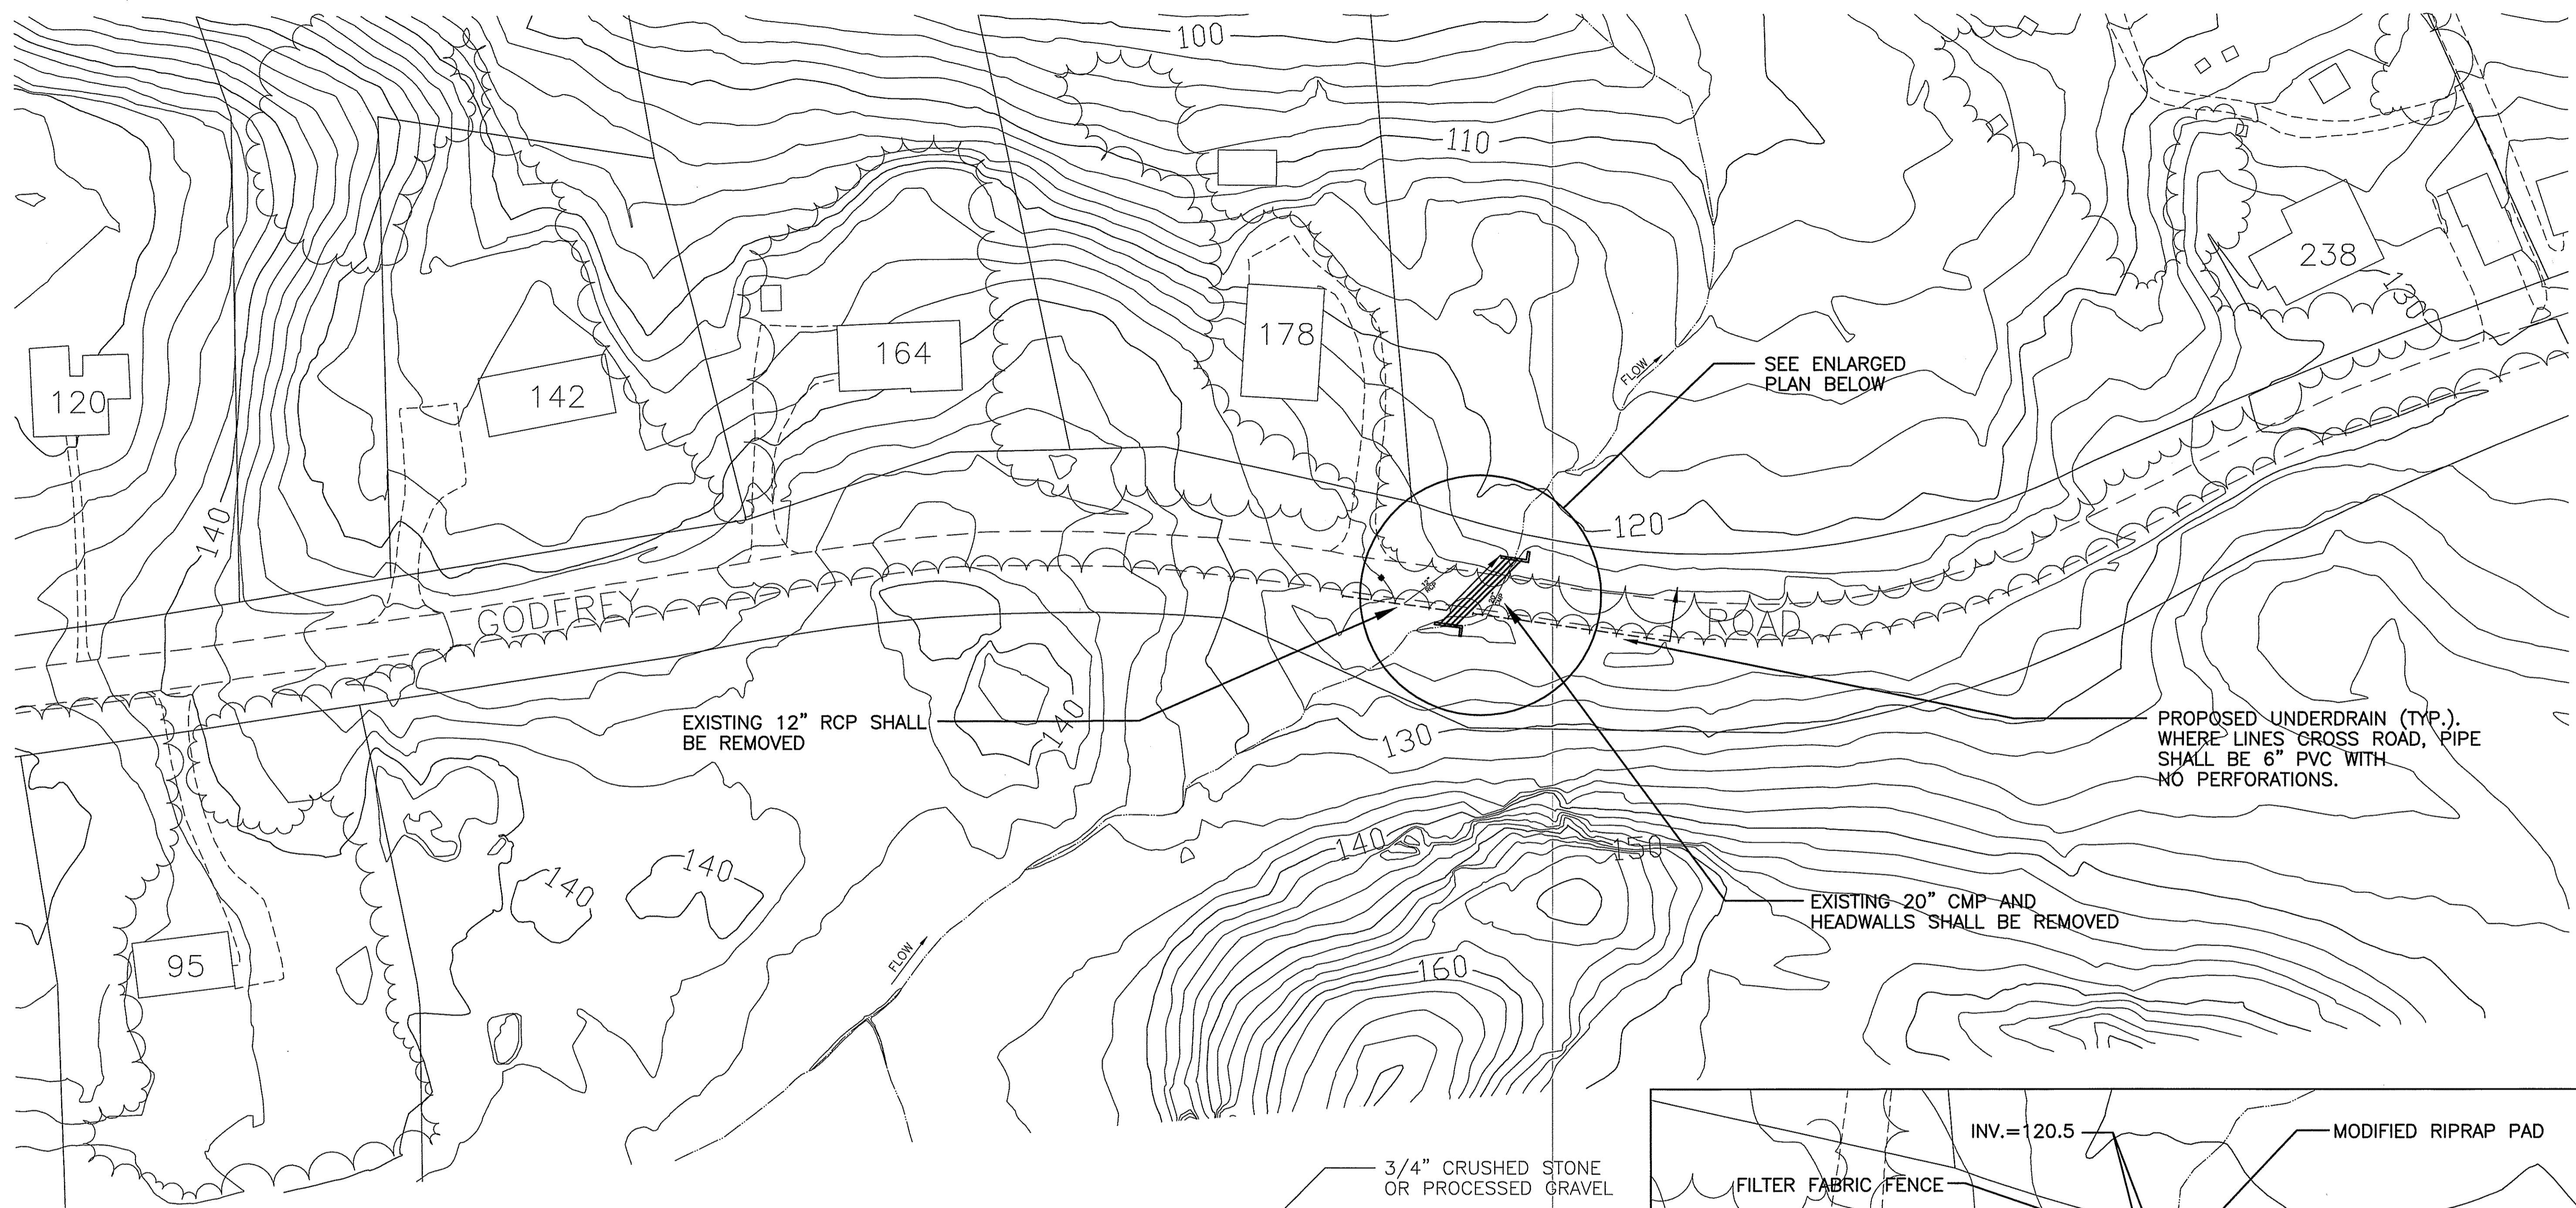 100
110
120
142
164
178
238
130
FLOW
SEE ENLARGED
PLAN BELOW
140
120
GODFREY ROAD
EXISTING 12” RCP SHALL
BE REMOVED
140
130
PROPOSED UNDERDRAIN (TYP.).
WHERE LINES CROSS ROAD, PIPE
SHALL BE 6” PVC WITH
NO PERFORATIONS.
140
150
140
140
EXISTING 20” CMP AND
HEADWALLS SHALL BE REMOVED
95
FLOW
160
INV.=120.5
MODIFIED RIPRAP PAD
3/4” CRUSHED STONE
OR PROCESSED GRAVEL
FILTER FABRIC FENCE